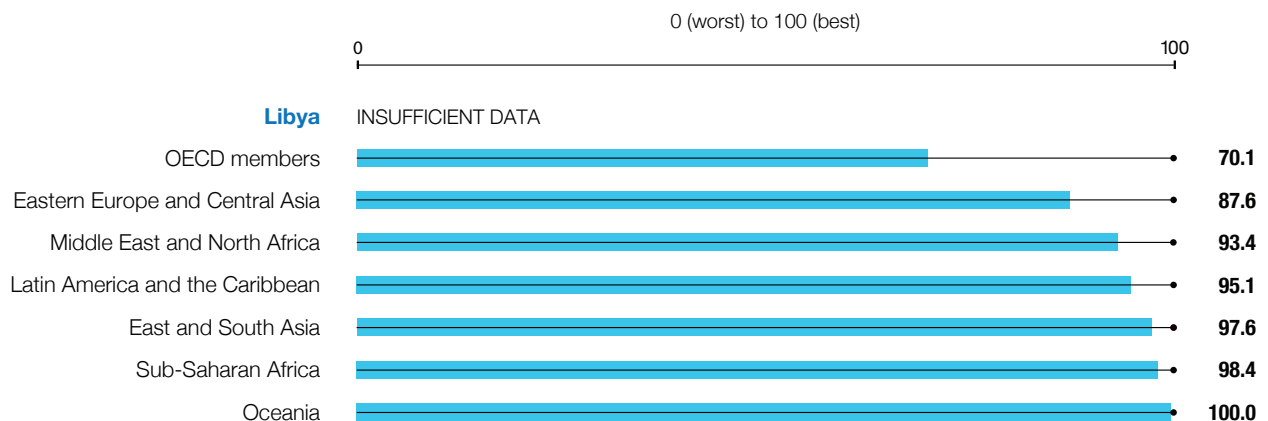 0 (worst) to 100 (best)
0 100
Libya INSUFFICIENT DATA
OECD members 70.1
Eastern Europe and Central Asia 87.6
Middle East and North Africa 93.4
Latin America and the Caribbean 95.1
East and South Asia 97.6
Sub-Saharan Africa 98.4
Oceania 100.0